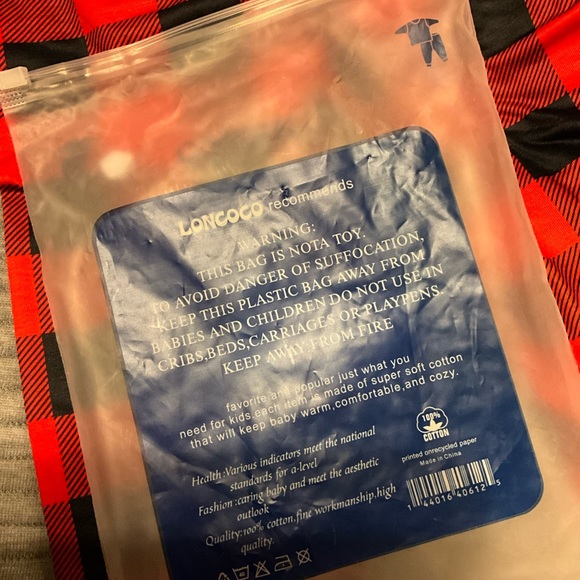 LONCOCO recommends
WARNING:
THIS BAG IS NOTA TOY.
TO AVOID DANGER OF SUFFOCATION,
KEEP THIS PLASTIC BAG AWAY FROM
BABIES AND CHILDREN DO NOT USE IN
CRIBS,BEDS,CARRIAGES OR PLAYPENS.
KEEP AWAY FROM FIRE
favorite and popular just what you
need for kids,each item is made of super soft cotton
that will keep baby warm,comfortable,and cozy.
100%
COTTON
printed onrecycled paper
Made in China
Health:Various indicators meet the national
standards for a-level
Fashion:caring baby and meet the aesthetic
outlook
Quality:100% cotton,fine workmanship,high
quality.
1 44016 40612 5